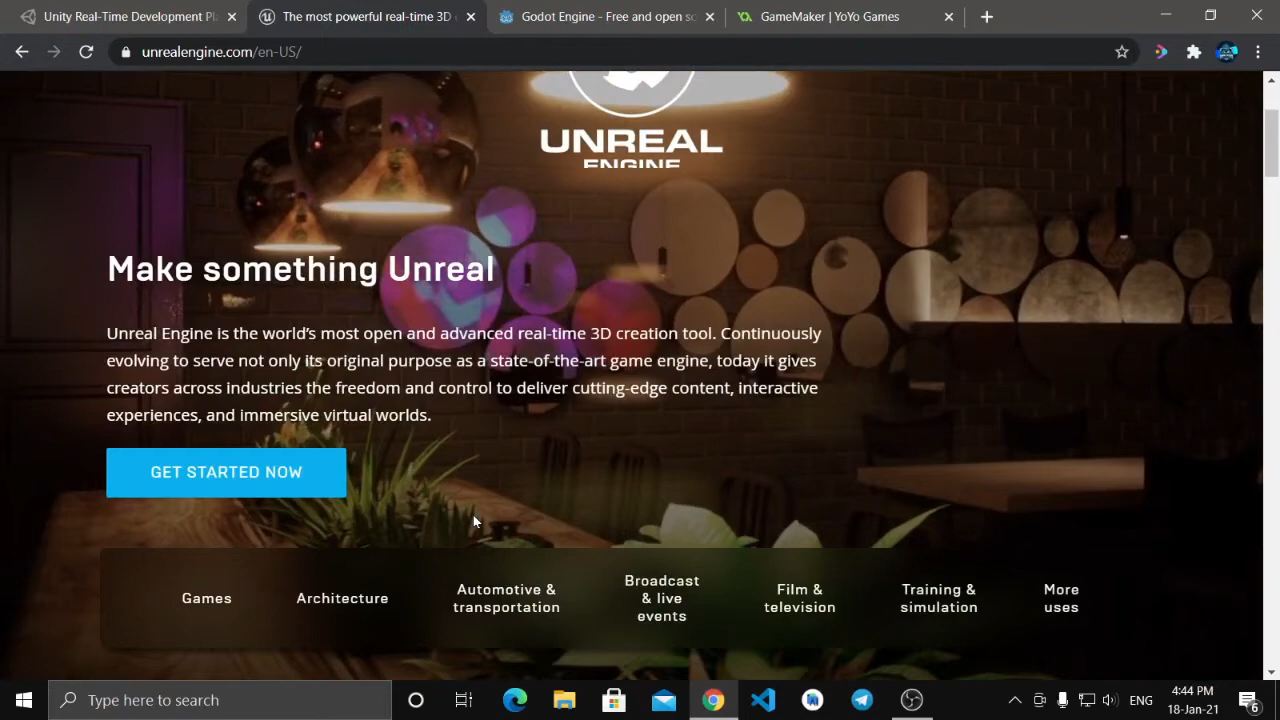 Unity Real-Time Development Pl
The most powerful real-time 3D
Godot Engine - Free and open so
GameMaker | YoYo Games
unrealengine.com/en-US/
UNREAL
ENGINE
Make something Unreal
Unreal Engine is the world's most open and advanced real-time 3D creation tool. Continuously
evolving to serve not only its original purpose as a state-of-the-art game engine, today it gives
creators across industries the freedom and control to deliver cutting-edge content, interactive
experiences, and immersive virtual worlds.
GET STARTED NOW
Games
Architecture
Automotive &
transportation
Broadcast
& live
events
Film &
television
Training &
simulation
More
uses
Type here to search
ENG
4:44 PM
18-Jan-21
6